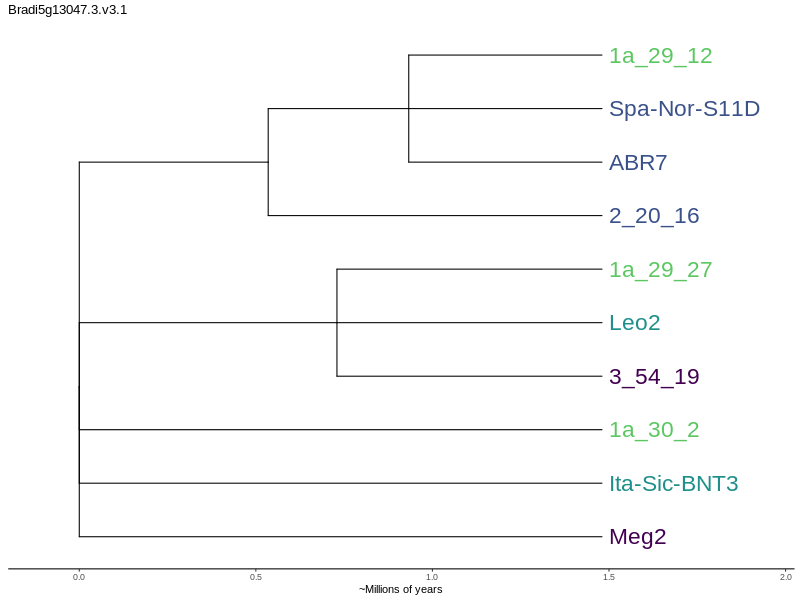 Bradi5g13047.3.v3.1
1a_29_12
Spa-Nor-S11D
ABR7
2_20_16
1a_29_27
Leo2
3_54_19
1a_30_2
Ita-Sic-BNT3
Meg2
0.0 0.5 1.0 1.5 2.0
~Millions of years